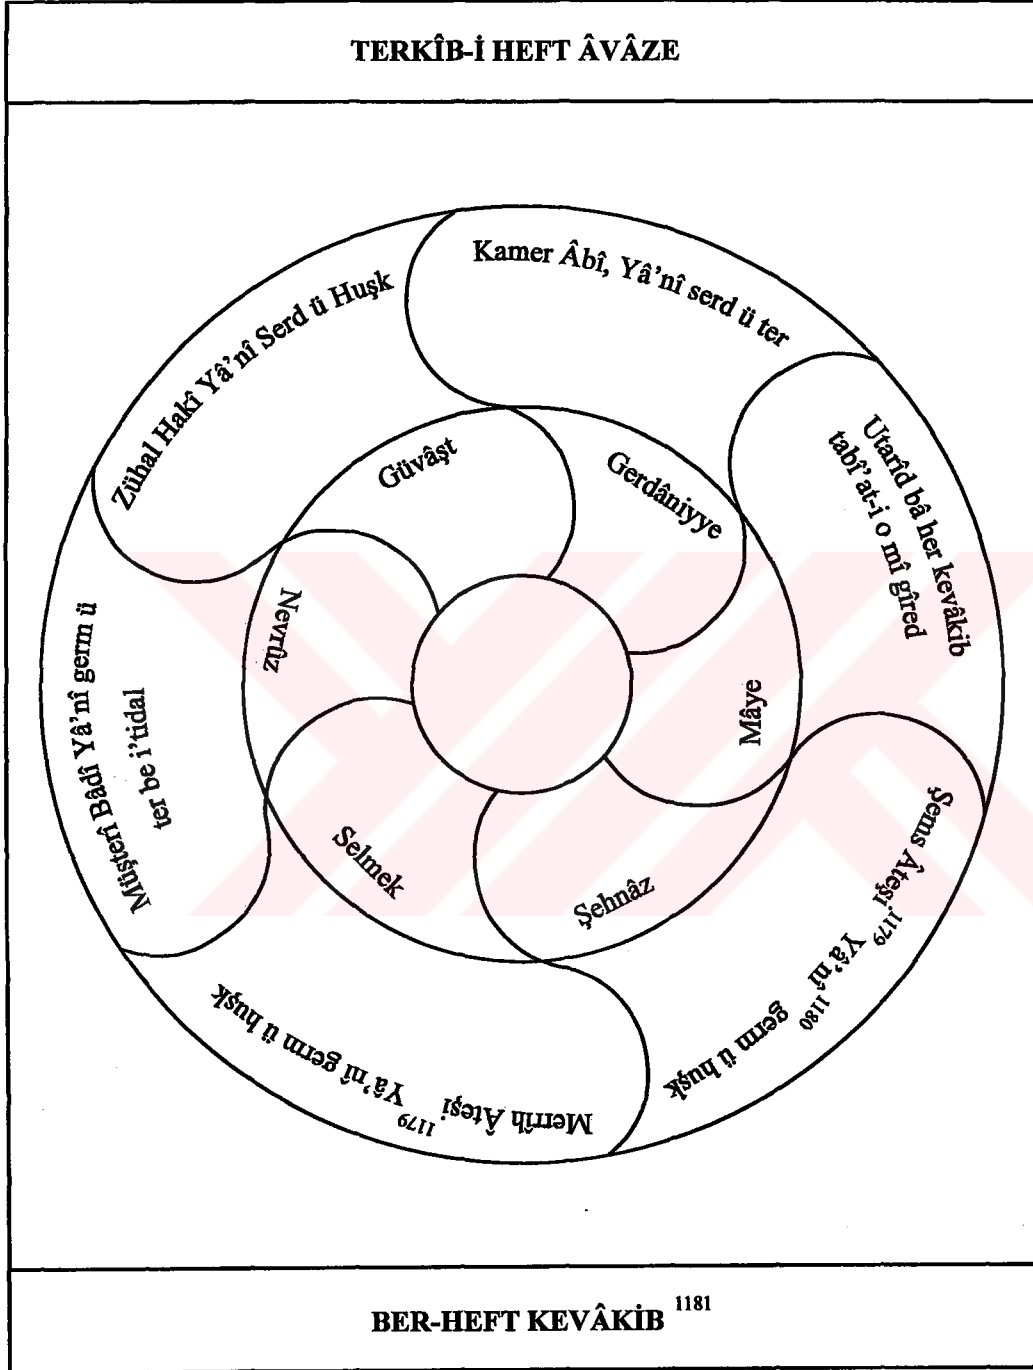 TERKÎB-İ HEFT ÂVÂZE
Kamer Âbî, Yâ'nî serd ü ter
Utarîd bâ her kevâkib
tabî'at-i o mî gîred
Şems Âteşi 1179 Yâ'nî 1180
germ ü huşk
Merrîh Âteşi 1179 Yâ'nî germ ü huşk
Müşterî Bâdî Yâ'nî germ ü
ter be i'tidal
Zühal Hakî Yâ'nî Serd ü Huşk
Güvâşt
Gerdâniyye
Mâye
Şehnâz
Selmek
Nevrûz
BER-HEFT KEVÂKİB 1181